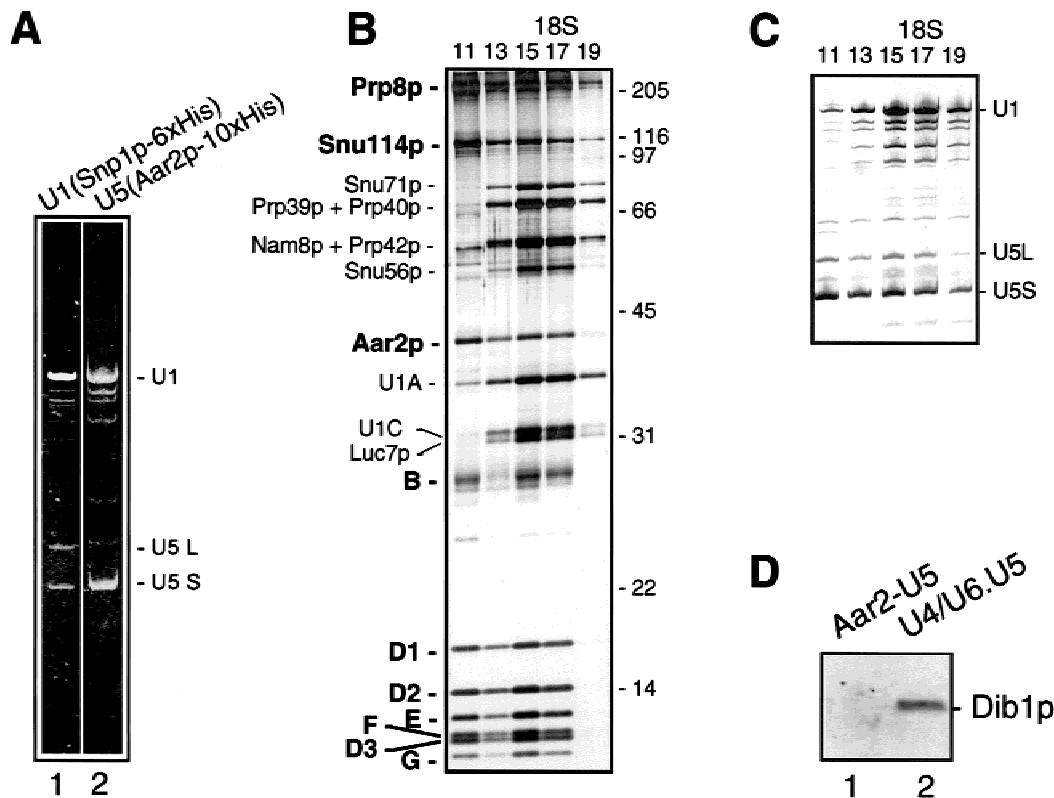 A
U1(Snp1p-6xHis)
U5(Aar2p-10xHis)
- U1
- U5 L
- U5 S
1 2
B
18S
11 13 15 17 19
Prp8p -
Snu114p -
Snu71p -
Prp39p + Prp40p -
Nam8p + Prp42p -
Snu56p -
Aar2p -
U1A -
U1C
Luc7p
B -
D1 -
D2 -
E -
F
D3
G -
- 205
- 116
- 97
- 66
- 45
- 31
- 22
- 14
C
18S
11 13 15 17 19
- U1
- U5L
- U5S
D
Aar2-U5
U4/U6.U5
- Dib1p
1 2